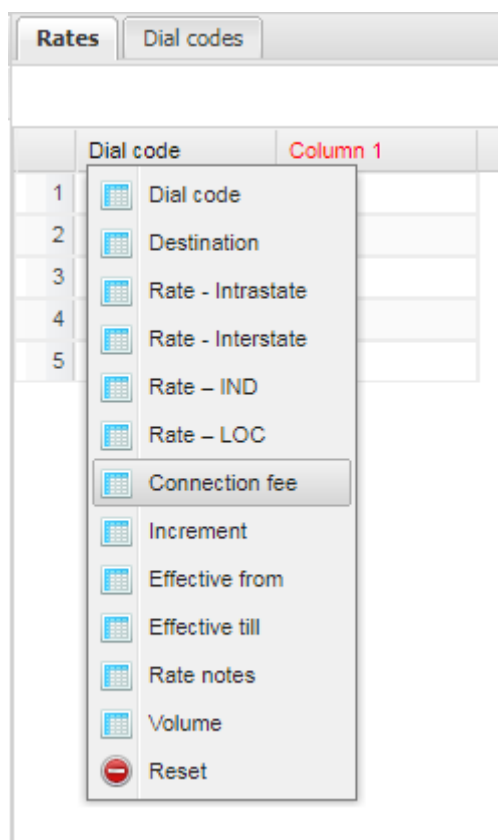 Rates Dial codes
Dial code Column 1
1 Dial code
2 Destination
3 Rate - Intrastate
4 Rate - Interstate
5 Rate – IND
Rate – LOC
Connection fee
Increment
Effective from
Effective till
Rate notes
Volume
Reset